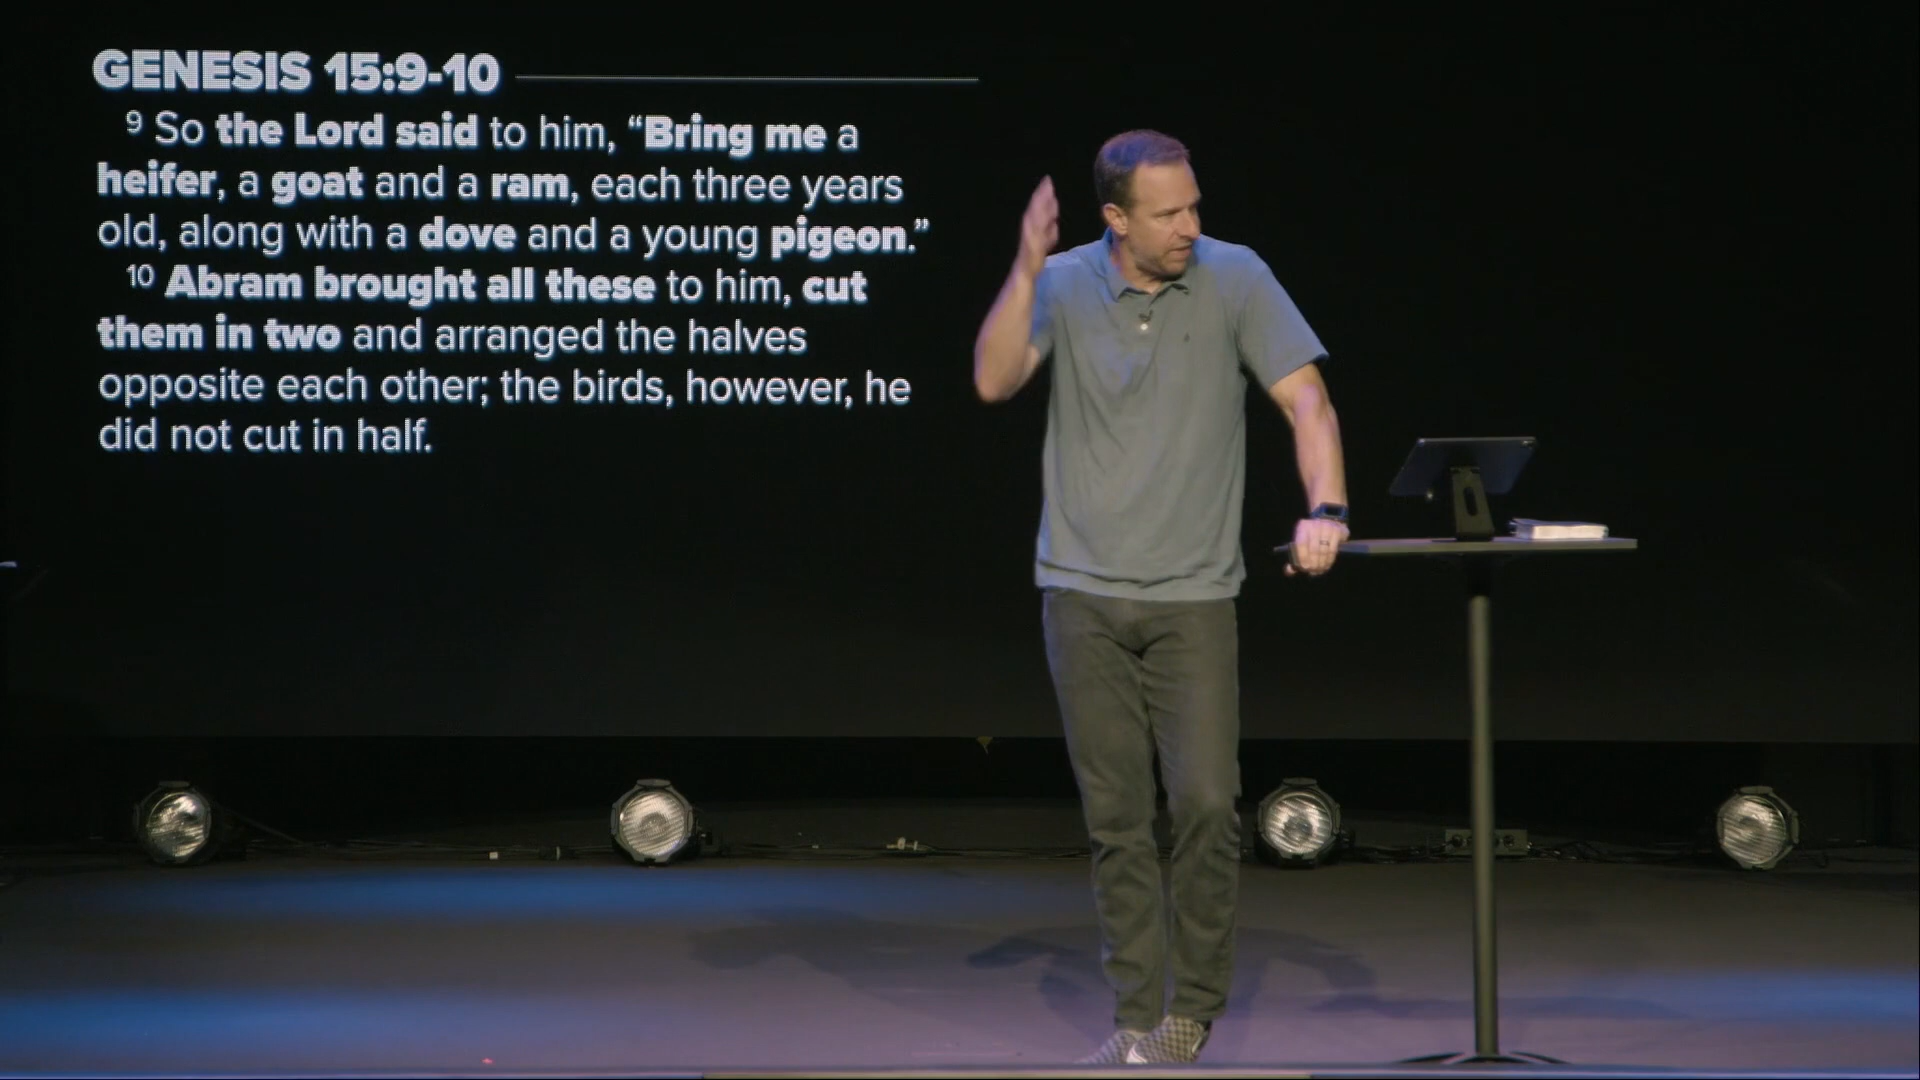 GENESIS 15:9-10
9 So the Lord said to him, “Bring me a
heifer, a goat and a ram, each three years
old, along with a dove and a young pigeon.”
10 Abram brought all these to him, cut
them in two and arranged the halves
opposite each other; the birds, however, he
did not cut in half.